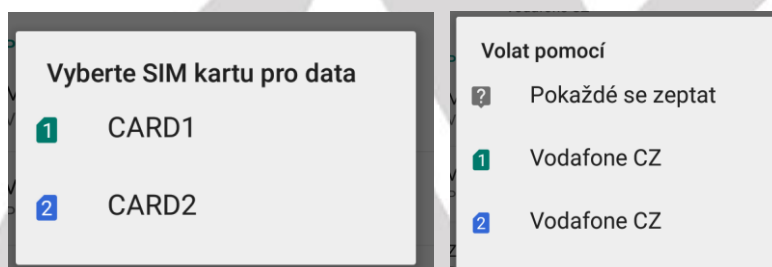 Vyberte SIM kartu pro data
1 CARD1
2 CARD2
Volat pomocí
? Pokaždé se zeptat
1 Vodafone CZ
2 Vodafone CZ